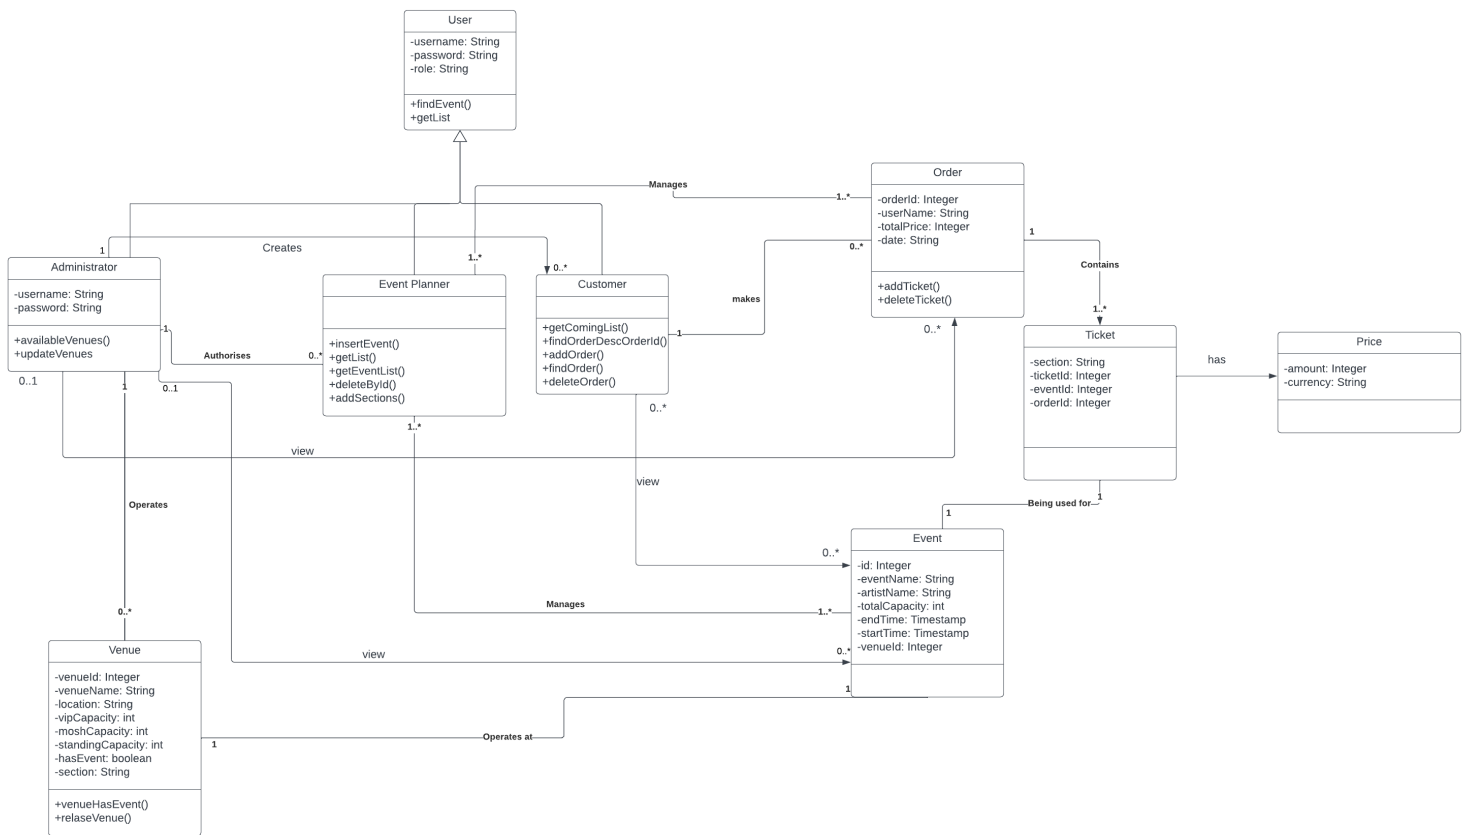 User
-username: String
-password: String
-role: String
+findEvent()
+getList
Manages
1..*
Order
-orderId: Integer
-userName: String
-totalPrice: Integer
-date: String
+addTicket()
+deleteTicket()
0..*
0..*
1
Contains
1..*
1
Creates
0..*
1..*
Administrator
-username: String
-password: String
+availableVenues()
+updateVenues
0..1
1
0..1
1
Authorises
0..*
Event Planner
+insertEvent()
+getList()
+getEventList()
+deleteById()
+addSections()
1..*
Customer
+getComingList()
+findOrderDescOrderId()
+addOrder()
+findOrder()
+deleteOrder()
0..*
1
makes
Ticket
-section: String
-ticketId: Integer
-eventId: Integer
-orderId: Integer
has
Price
-amount: Integer
-currency: String
view
view
Operates
0..*
1
Being used for
1
Event
-id: Integer
-eventName: String
-artistName: String
-totalCapacity: int
-endTime: Timestamp
-startTime: Timestamp
-venueId: Integer
0..*
Manages
1..*
view
0..*
1
Operates at
1
Venue
-venueId: Integer
-venueName: String
-location: String
-vipCapacity: int
-moshCapacity: int
-standingCapacity: int
-hasEvent: boolean
-section: String
+venueHasEvent()
+relaseVenue()